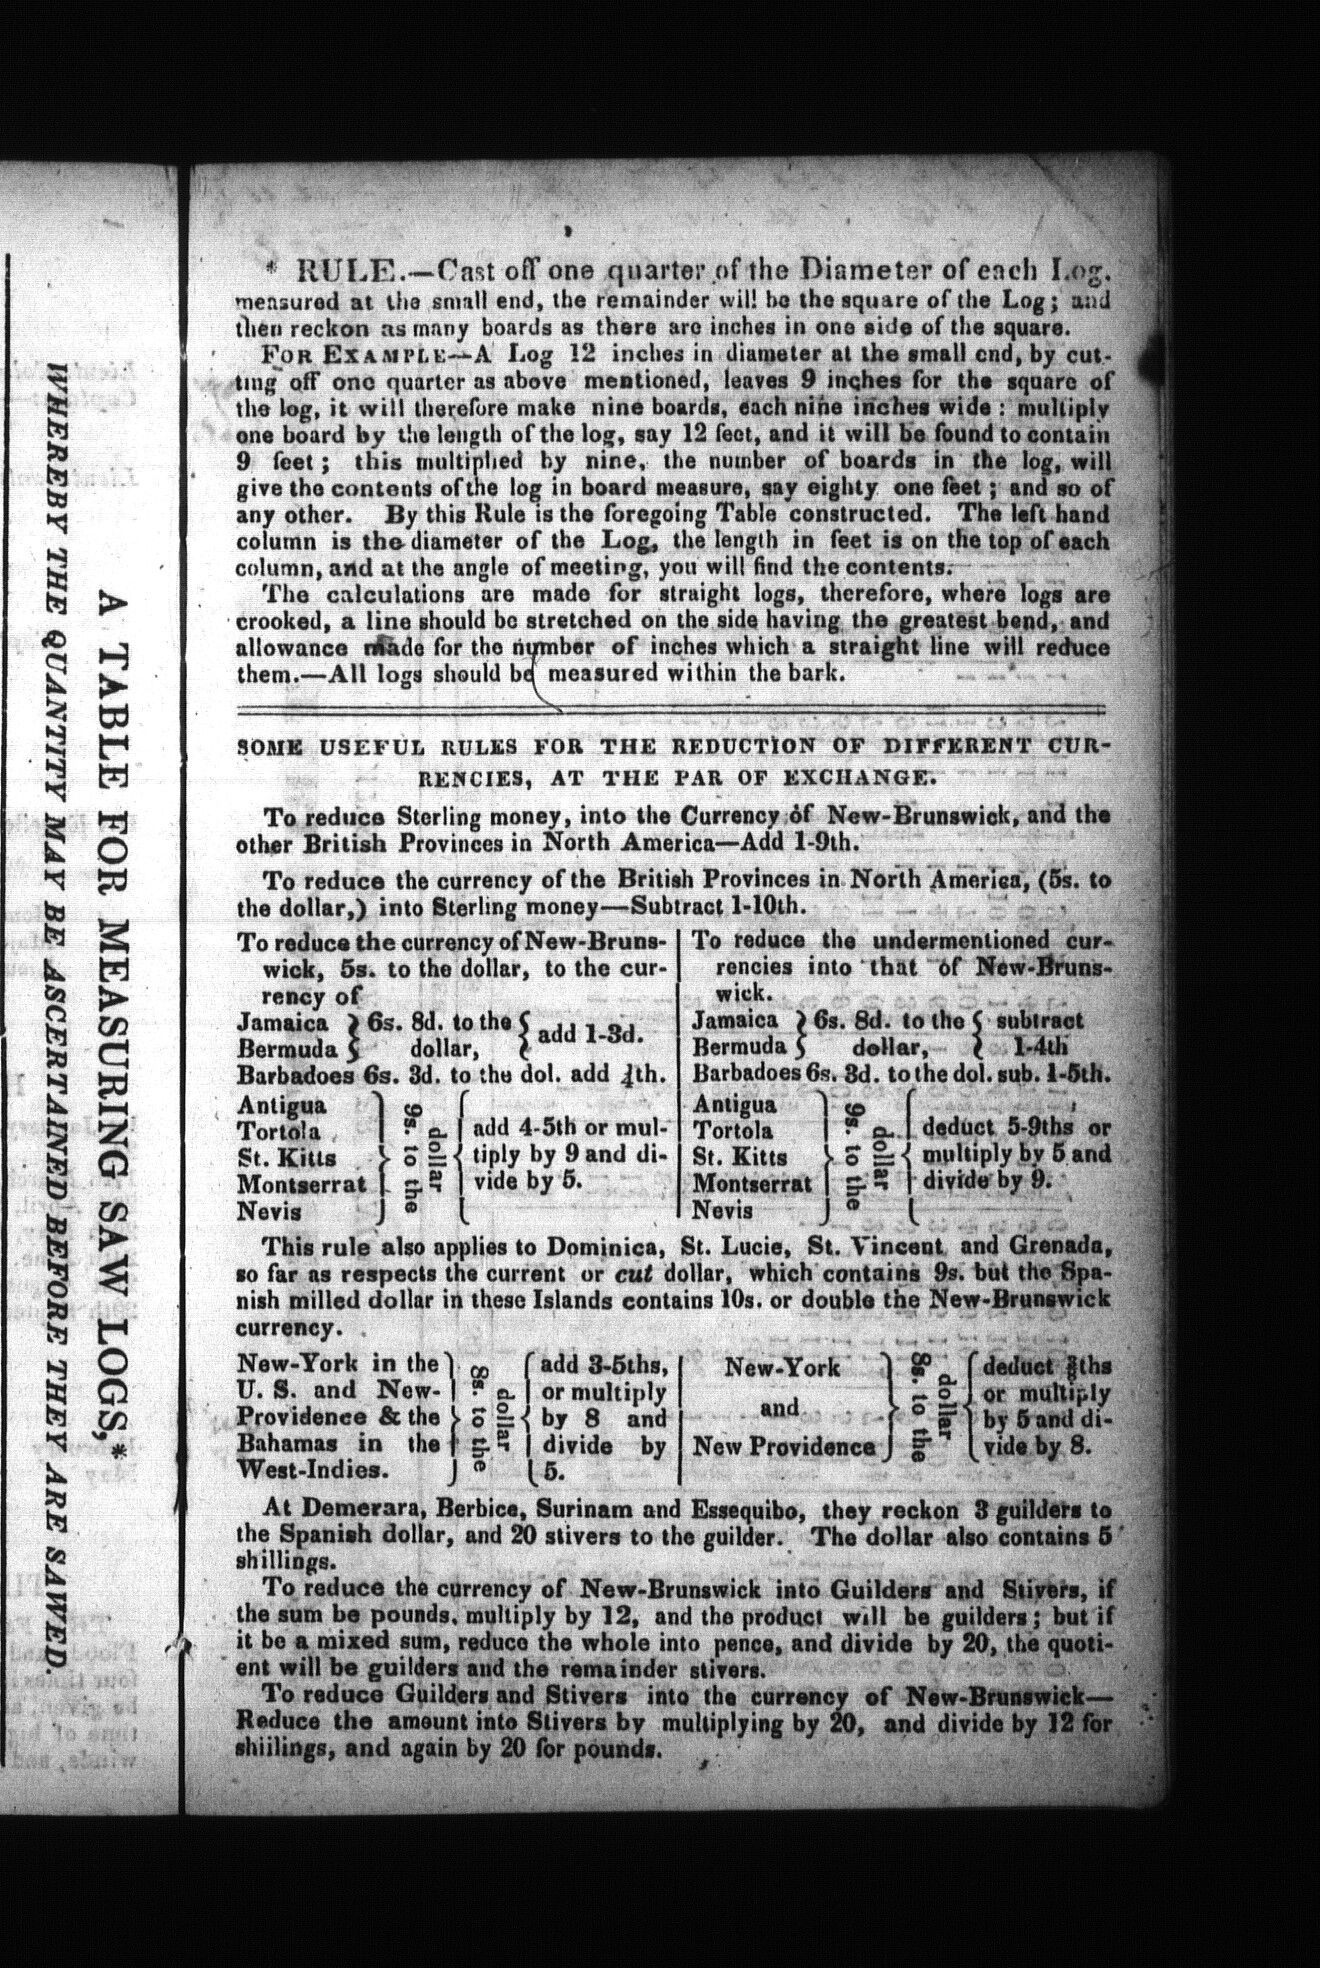 A TABLE FOR MEASURING SAW LOGS,*
WHEREBY THE QUANTITY MAY BE ASCERTAINED BEFORE THEY ARE SAWED.
* RULE.—Cast off one quarter of the Diameter of each Log,
measured at the small end, the remainder will be the square of the Log; and
then reckon as many boards as there are inches in one side of the square.
FOR EXAMPLE—A Log 12 inches in diameter at the small end, by cut-
ting off one quarter as above mentioned, leaves 9 inches for the square of
the log, it will therefore make nine boards, each nine inches wide: multiply
one board by the length of the log, say 12 feet, and it will be found to contain
9 feet; this multiplied by nine, the number of boards in the log, will
give the contents of the log in board measure, say eighty one feet; and so of
any other. By this Rule is the foregoing Table constructed. The left hand
column is the diameter of the Log, the length in feet is on the top of each
column, and at the angle of meeting, you will find the contents.
The calculations are made for straight logs, therefore, where logs are
crooked, a line should be stretched on the side having the greatest bend, and
allowance made for the number of inches which a straight line will reduce
them.—All logs should be measured within the bark.
SOME USEFUL RULES FOR THE REDUCTION OF DIFFERENT CUR-
RENCIES, AT THE PAR OF EXCHANGE.
To reduce Sterling money, into the Currency of New-Brunswick, and the
other British Provinces in North America—Add 1-9th.
To reduce the currency of the British Provinces in North America, (5s. to
the dollar,) into Sterling money—Subtract 1-10th.
To reduce the currency of New-Bruns-
wick, 5s. to the dollar, to the cur-
rency of
Jamaica } 6s. 8d. to the { add 1-3d.
Bermuda } dollar, {
Barbadoes 6s. 3d. to the dol. add ¼th.
Antigua
Tortola
St. Kitts
Montserrat
Nevis
9s. to the
dollar
add 4-5th or mul-
tiply by 9 and di-
vide by 5.
To reduce the undermentioned cur-
rencies into that of New-Bruns-
wick.
Jamaica } 6s. 8d. to the { subtract
Bermuda } dollar, { 1-4th
Barbadoes 6s. 3d. to the dol. sub. 1-5th.
Antigua
Tortola
St. Kitts
Montserrat
Nevis
9s. to the
dollar
deduct 5-9ths or
multiply by 5 and
divide by 9.
This rule also applies to Dominica, St. Lucie, St. Vincent and Grenada,
so far as respects the current or cut dollar, which contains 9s. but the Spa-
nish milled dollar in these Islands contains 10s. or double the New-Brunswick
currency.
New-York in the
U. S. and New-
Providence & the
Bahamas in the
West-Indies.
8s. to the
dollar
add 3-5ths,
or multiply
by 8 and
divide by
5.
New-York
and
New Providence
8s. to the
dollar
deduct ⅜ths
or multiply
by 5 and di-
vide by 8.
At Demerara, Berbice, Surinam and Essequibo, they reckon 3 guilders to
the Spanish dollar, and 20 stivers to the guilder. The dollar also contains 5
shillings.
To reduce the currency of New-Brunswick into Guilders and Stivers, if
the sum be pounds, multiply by 12, and the product will be guilders; but if
it be a mixed sum, reduce the whole into pence, and divide by 20, the quoti-
ent will be guilders and the remainder stivers.
To reduce Guilders and Stivers into the currency of New-Brunswick—
Reduce the amount into Stivers by multiplying by 20, and divide by 12 for
shiilings, and again by 20 for pounds.